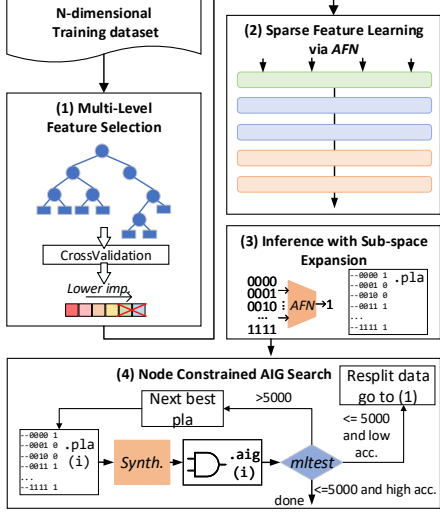 N-dimensional
Training dataset
(1) Multi-Level
Feature Selection
CrossValidation
Lower imp.
(2) Sparse Feature Learning
via AFN
(3) Inference with Sub-space
Expansion
0000
0001
0010
...
1111
AFN
1
--0000 1
--0001 0
--0010 0
--0011 1
...
--1111 1
.pla
(4) Node Constrained AIG Search
Next best
pla
>5000
Resplit data
go to (1)
--0000 1
--0001 0
--0010 0
--0011 1
...
--1111 1
.pla
(i)
Synth.
.aig
(i)
mltest
<= 5000
and low
acc.
<=5000 and high acc.
done